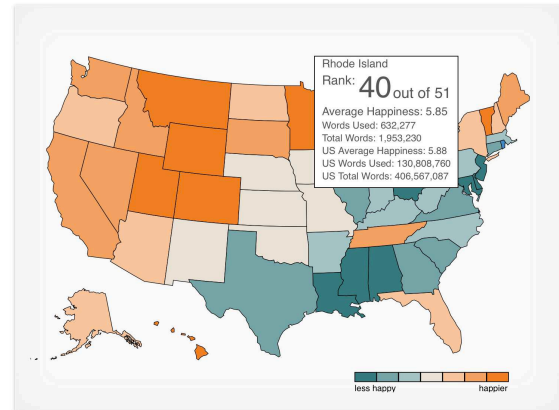 Rhode Island
Rank: 40 out of 51
Average Happiness: 5.85
Words Used: 632,277
Total Words: 1,953,230
US Average Happiness: 5.88
US Words Used: 130,808,760
US Total Words: 406,567,087
less happy happier